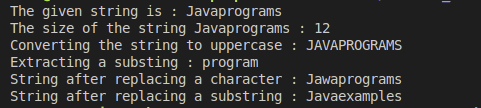 The given string is : Javaprograms
The size of the string Javaprograms : 12
Converting the string to uppercase : JAVAPROGRAMS
Extracting a substing : program
String after replacing a character : Jawaprograms
String after replacing a substring : Javaexamples